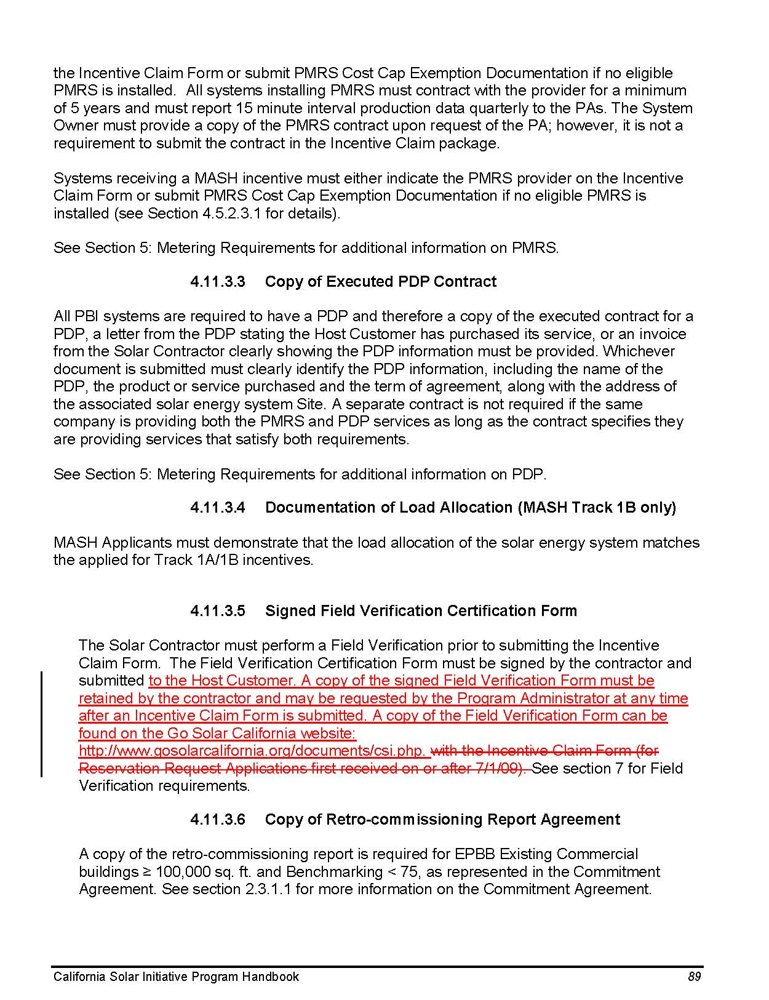 the Incentive Claim Form or submit PMRS Cost Cap Exemption Documentation if no eligible
PMRS is installed.  All systems installing PMRS must contract with the provider for a minimum
of 5 years and must report 15 minute interval production data quarterly to the PAs. The System
Owner must provide a copy of the PMRS contract upon request of the PA; however, it is not a
requirement to submit the contract in the Incentive Claim package.
Systems receiving a MASH incentive must either indicate the PMRS provider on the Incentive
Claim Form or submit PMRS Cost Cap Exemption Documentation if no eligible PMRS is
installed (see Section 4.5.2.3.1 for details).
See Section 5: Metering Requirements for additional information on PMRS.
4.11.3.3 Copy of Executed PDP Contract
All PBI systems are required to have a PDP and therefore a copy of the executed contract for a
PDP, a letter from the PDP stating the Host Customer has purchased its service, or an invoice
from the Solar Contractor clearly showing the PDP information must be provided. Whichever
document is submitted must clearly identify the PDP information, including the name of the
PDP, the product or service purchased and the term of agreement, along with the address of
the associated solar energy system Site. A separate contract is not required if the same
company is providing both the PMRS and PDP services as long as the contract specifies they
are providing services that satisfy both requirements.
See Section 5: Metering Requirements for additional information on PDP.
4.11.3.4 Documentation of Load Allocation (MASH Track 1B only)
MASH Applicants must demonstrate that the load allocation of the solar energy system matches
the applied for Track 1A/1B incentives.
4.11.3.5 Signed Field Verification Certification Form
The Solar Contractor must perform a Field Verification prior to submitting the Incentive
Claim Form.  The Field Verification Certification Form must be signed by the contractor and
submitted to the Host Customer. A copy of the signed Field Verification Form must be
retained by the contractor and may be requested by the Program Administrator at any time
after an Incentive Claim Form is submitted. A copy of the Field Verification Form can be
found on the Go Solar California website:
http://www.gosolarcalifornia.org/documents/csi.php. with the Incentive Claim Form (for
Reservation Request Applications first received on or after 7/1/09). See section 7 for Field
Verification requirements.
4.11.3.6 Copy of Retro-commissioning Report Agreement
A copy of the retro-commissioning report is required for EPBB Existing Commercial
buildings ≥ 100,000 sq. ft. and Benchmarking < 75, as represented in the Commitment
Agreement. See section 2.3.1.1 for more information on the Commitment Agreement.
California Solar Initiative Program Handbook 89